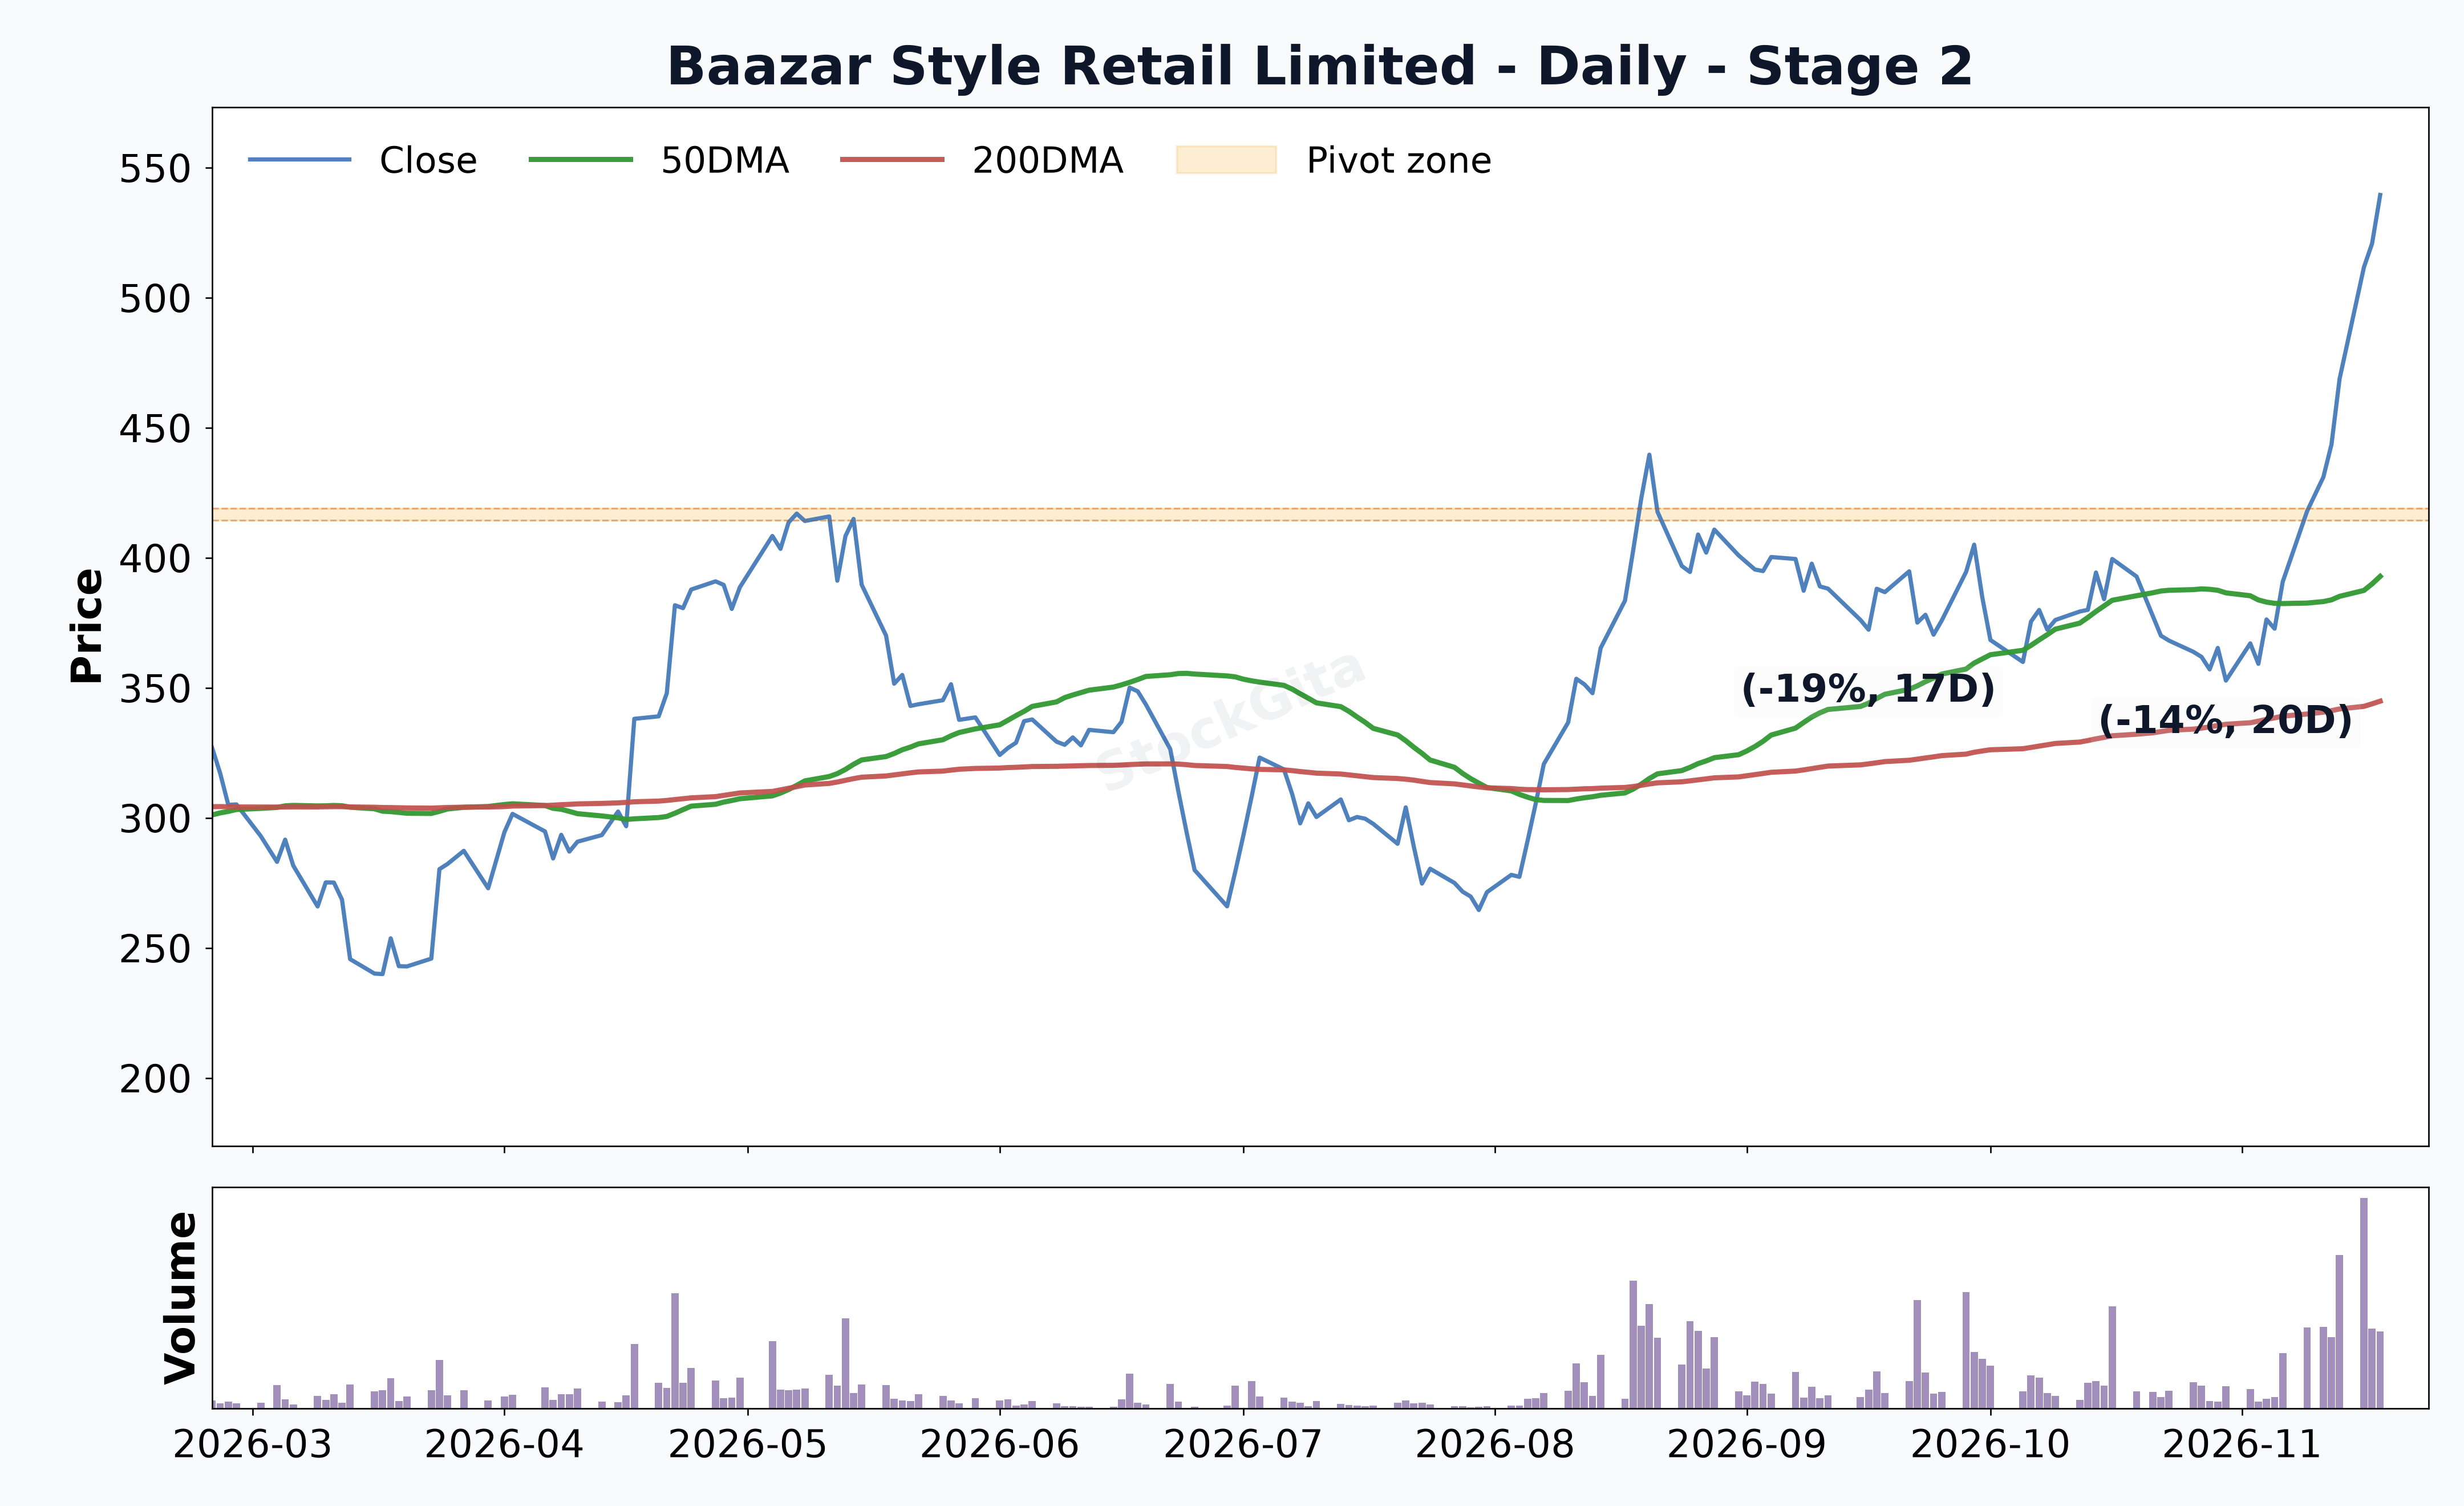 Baazar Style Retail Limited - Daily - Stage 2
Close 50DMA 200DMA Pivot zone
Price
550
500
450
400
350
300
250
200
StockGita
(-19%, 17D)
(-14%, 20D)
Volume
2026-03 2026-04 2026-05 2026-06 2026-07 2026-08 2026-09 2026-10 2026-11